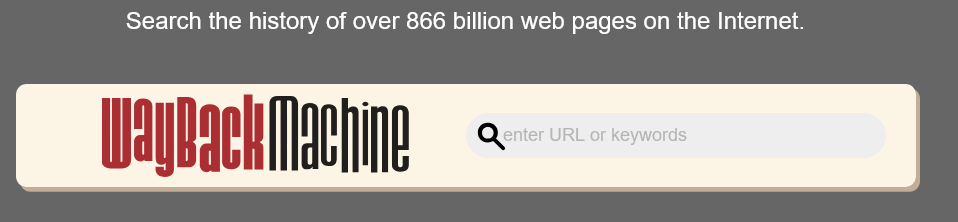 Search the history of over 866 billion web pages on the Internet.
WayBackMachine
enter URL or keywords